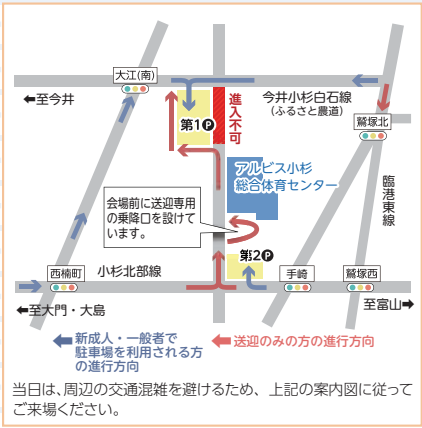 大江(南)
至今井
今井小杉白石線
(ふるさと農道)
第1P
進入不可
鷲塚北
アルビス小杉
総合体育センター
臨港東線
会場前に送迎専用
の乗降口を設けて
います。
第2P
西楠町
小杉北部線
手崎
鷲塚西
至大門・大島
至富山
新成人・一般者で
駐車場を利用される方
の進行方向
送迎のみの方の進行方向
当日は、周辺の交通混雑を避けるため、上記の案内図に従って
ご来場ください。